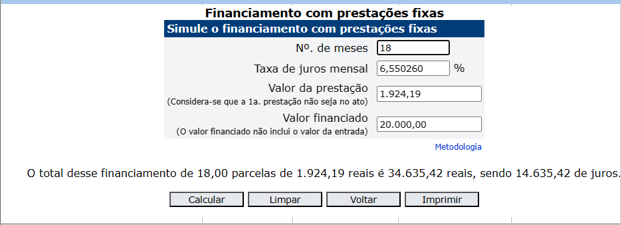 Financiamento com prestações fixas
Simule o financiamento com prestações fixas
Nº. de meses 18
Taxa de juros mensal 6,550260 %
Valor da prestação
(Considera-se que a 1a. prestação não seja no ato) 1.924,19
Valor financiado
(O valor financiado não inclui o valor da entrada) 20.000,00
Metodologia
O total desse financiamento de 18,00 parcelas de 1.924,19 reais é 34.635,42 reais, sendo 14.635,42 de juros.
Calcular Limpar Voltar Imprimir